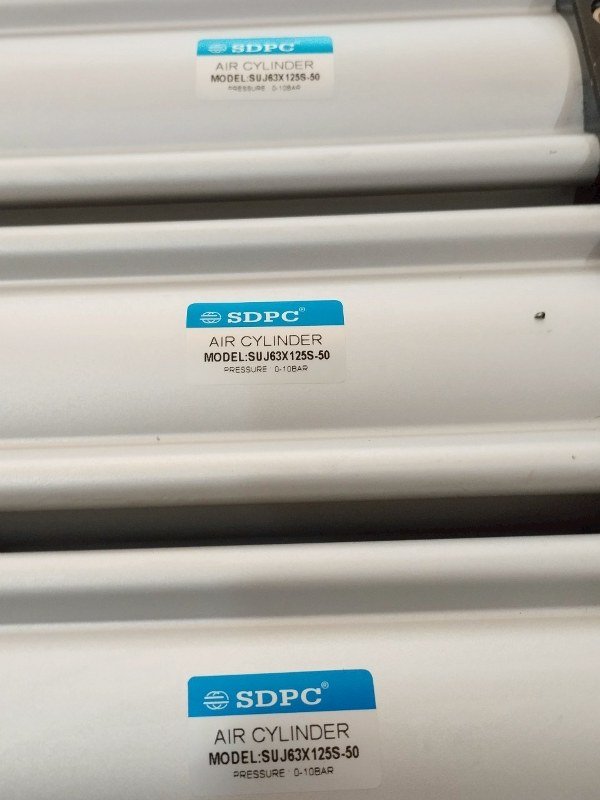 SDPC
AIR CYLINDER
MODEL:SUJ63X125S-50
PRESSURE : 0-10BAR
SDPC®
AIR CYLINDER
MODEL:SUJ63X125S-50
PRESSURE : 0-10BAR
SDPC®
AIR CYLINDER
MODEL:SUJ63X125S-50
PRESSURE : 0-10BAR